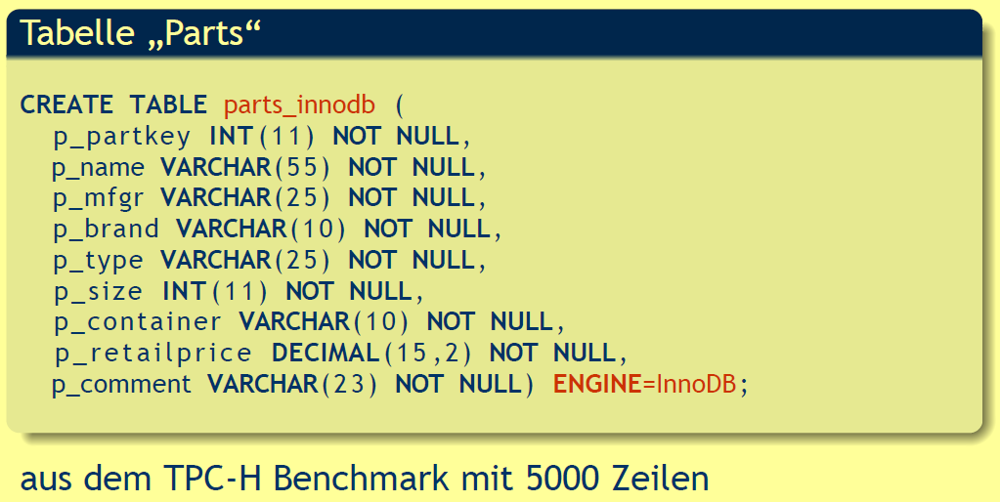 Tabelle „Parts“
CREATE TABLE parts_innodb (
p_partkey INT(11) NOT NULL,
p_name VARCHAR(55) NOT NULL,
p_mfgr VARCHAR(25) NOT NULL,
p_brand VARCHAR(10) NOT NULL,
p_type VARCHAR(25) NOT NULL,
p_size INT(11) NOT NULL,
p_container VARCHAR(10) NOT NULL,
p_retailprice DECIMAL(15,2) NOT NULL,
p_comment VARCHAR(23) NOT NULL) ENGINE=InnoDB;
aus dem TPC-H Benchmark mit 5000 Zeilen